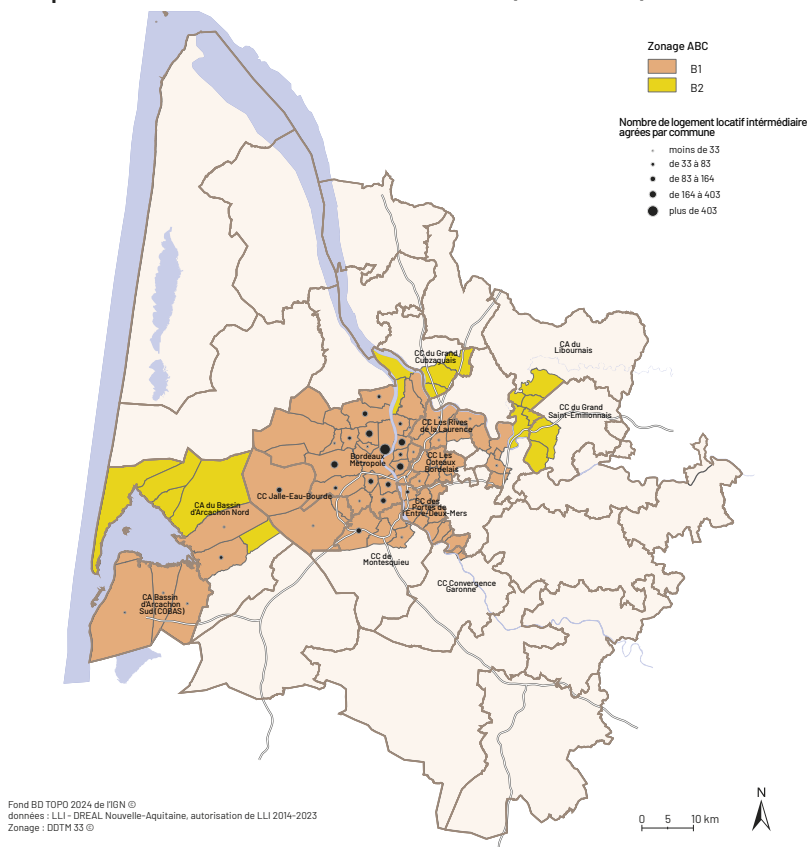 Zonage ABC
B1
B2
Nombre de logement locatif intérmédiaire
agrées par commune
moins de 33
de 33 à 83
de 83 à 164
de 164 à 403
plus de 403
CA du
Libournais
CC du Grand
Cubzaguais
CC du Grand
Saint-Emilionnais
CC Les Rives
de la Laurence
Bordeaux
Métropole
CC Les
Coteaux
Bordelais
CC Jalle-Eau-Bourde
CA du Bassin
d'Arcachon Nord
CC des
Portes de
l'Entre-Deux-Mers
CC de
Montesquieu
CC Convergence
Garonne
CA Bassin
d'Arcachon
Sud (COBAS)
Fond BD TOPO 2024 de l'IGN ©
données : LLI - DREAL Nouvelle-Aquitaine, autorisation de LLI 2014-2023
Zonage : DDTM 33 ©
0 5 10 km
N